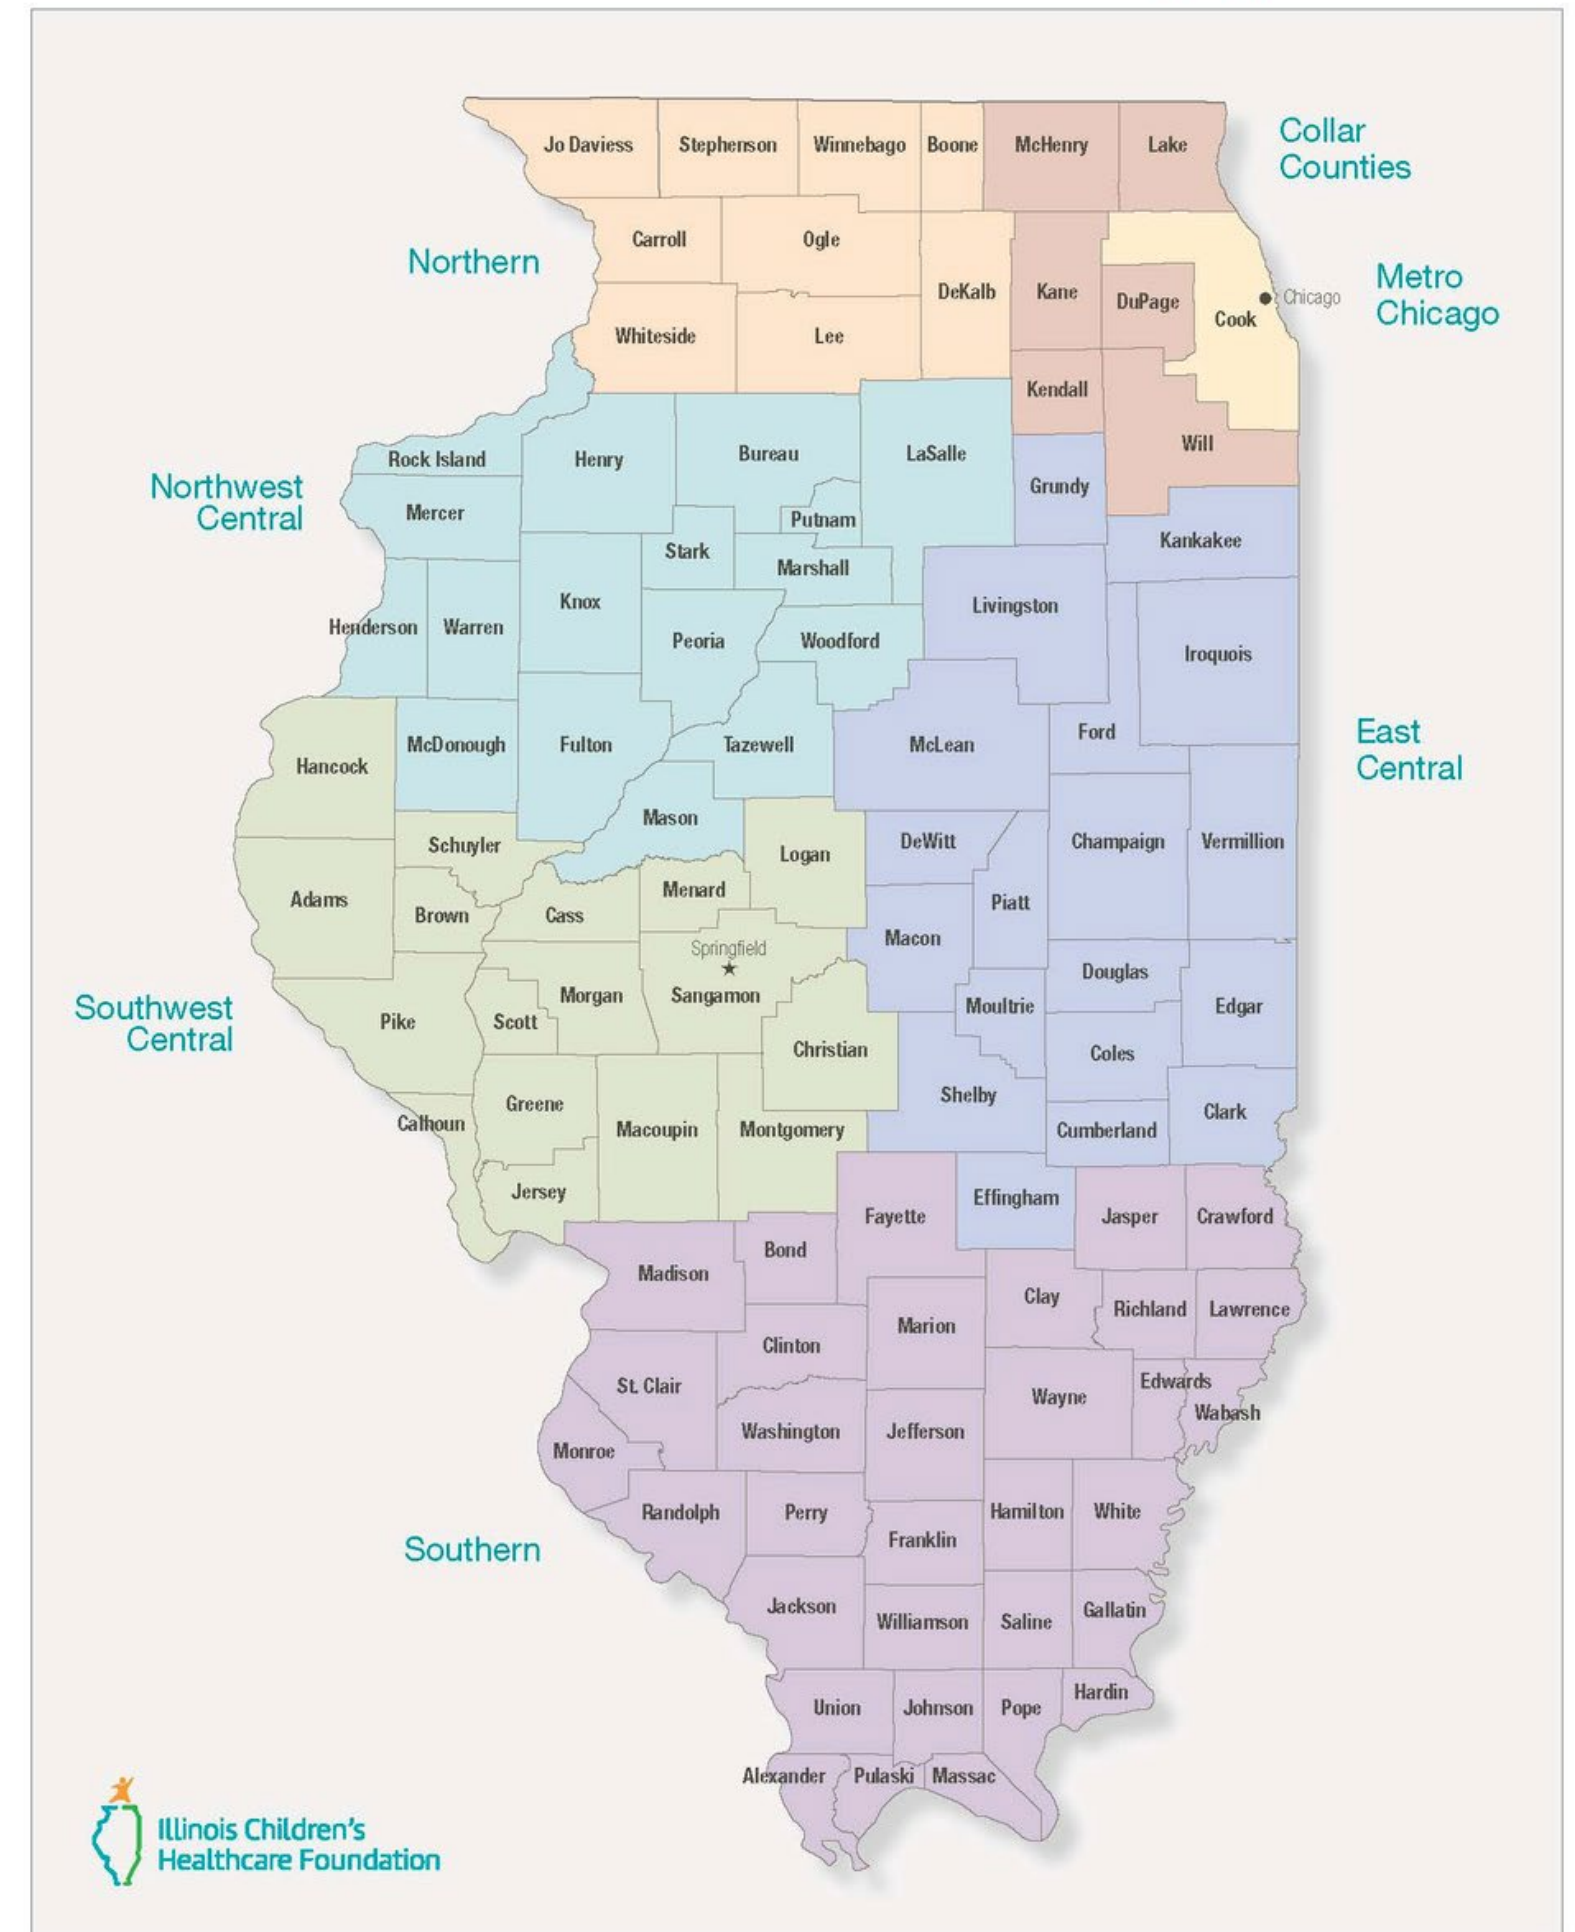 Jo Daviess
Stephenson
Winnebago
Boone
McHenry
Lake
Collar
Counties
Northern
Carroll
Ogle
DeKalb
Kane
DuPage
Cook
Chicago
Metro
Chicago
Whiteside
Lee
Kendall
Will
Northwest
Central
Rock Island
Henry
Bureau
LaSalle
Grundy
Mercer
Putnam
Kankakee
Stark
Marshall
Henderson
Warren
Knox
Peoria
Woodford
Livingston
Iroquois
Hancock
McDonough
Fulton
Tazewell
McLean
Ford
East
Central
Mason
Schuyler
Logan
DeWitt
Champaign
Vermillion
Adams
Brown
Cass
Menard
Piatt
Macon
Springfield
Southwest
Central
Pike
Scott
Morgan
Sangamon
Christian
Moultrie
Douglas
Edgar
Coles
Calhoun
Greene
Macoupin
Montgomery
Shelby
Cumberland
Clark
Jersey
Fayette
Effingham
Jasper
Crawford
Madison
Bond
Clay
Richland
Lawrence
Clinton
Marion
St. Clair
Wayne
Edwards
Wabash
Monroe
Washington
Jefferson
Southern
Randolph
Perry
Franklin
Hamilton
White
Jackson
Williamson
Saline
Gallatin
Union
Johnson
Pope
Hardin
Alexander
Pulaski
Massac
Illinois Children's
Healthcare Foundation